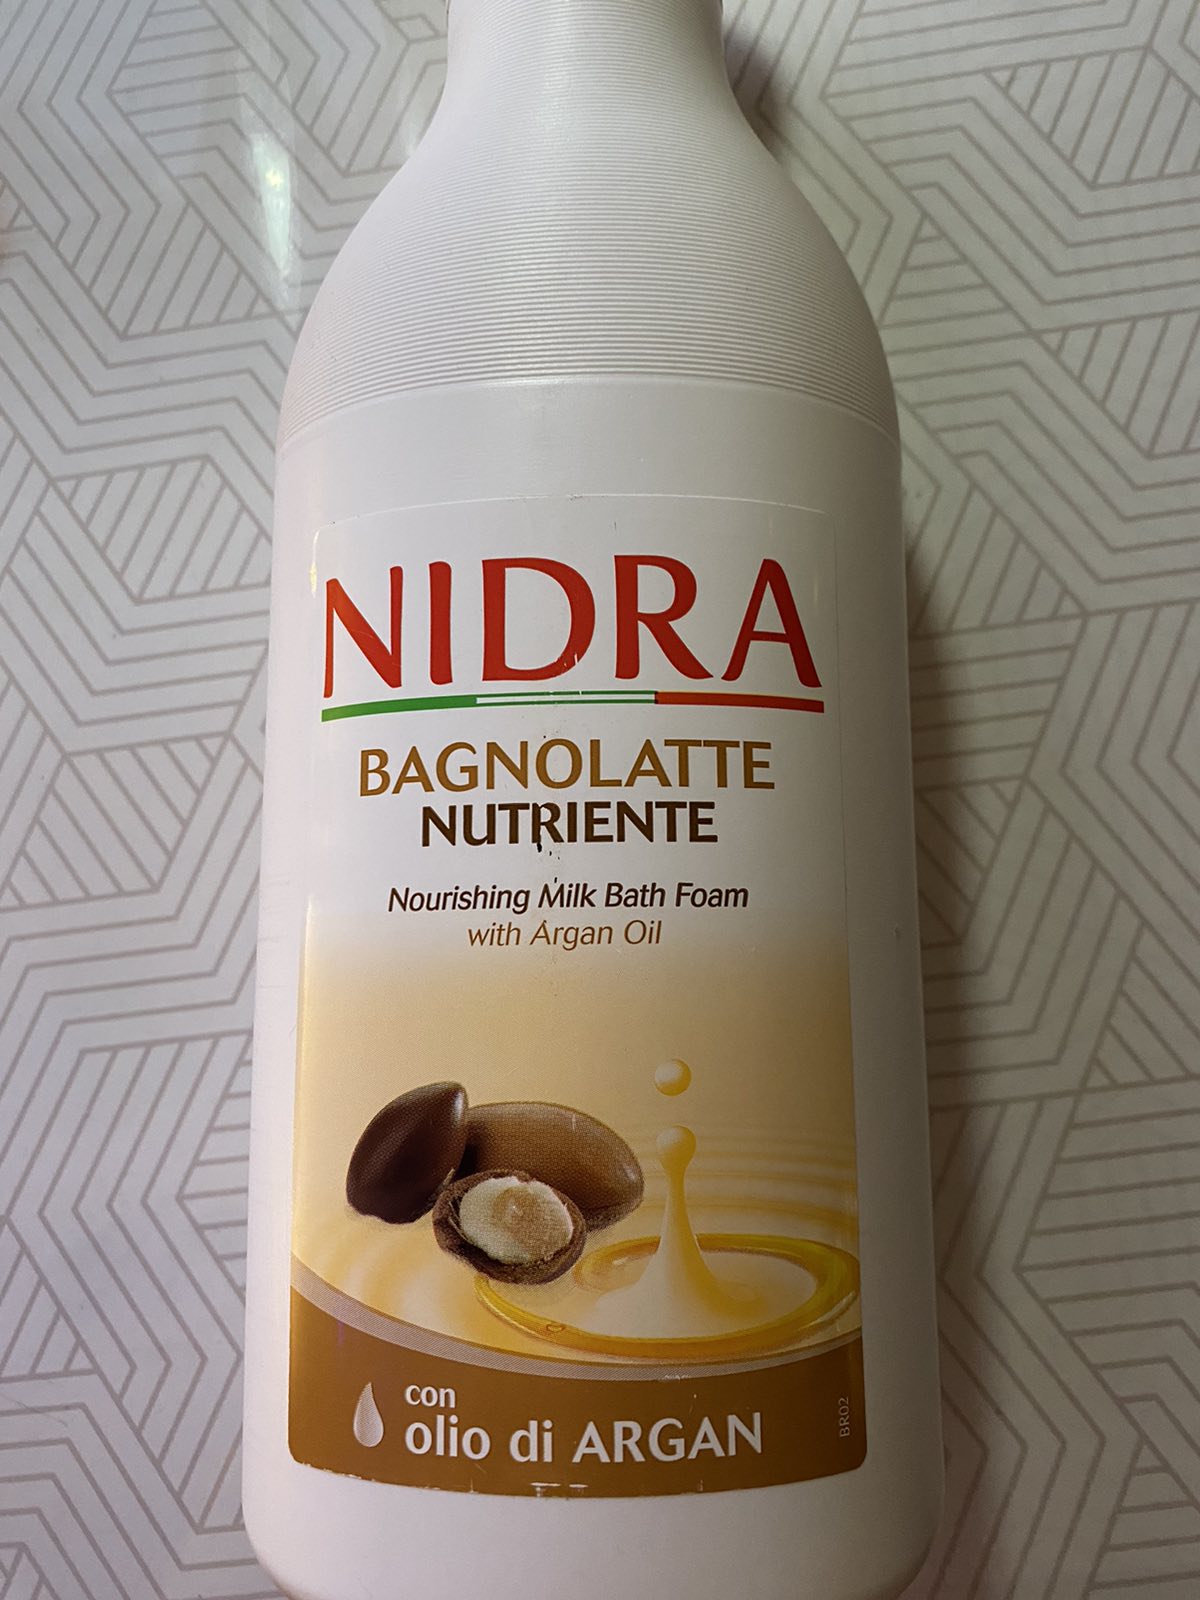 NIDRA
BAGNOLATTE
NUTRIENTE
Nourishing Milk Bath Foam
with Argan Oil
con
olio di ARGAN
BR02